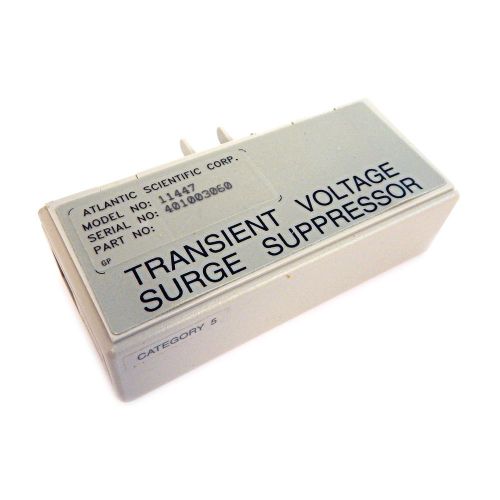 ATLANTIC SCIENTIFIC CORP.
MODEL NO: 11447
SERIAL NO: 401003060
PART NO:
GP
TRANSIENT VOLTAGE
SURGE SUPPRESSOR
CATEGORY 5